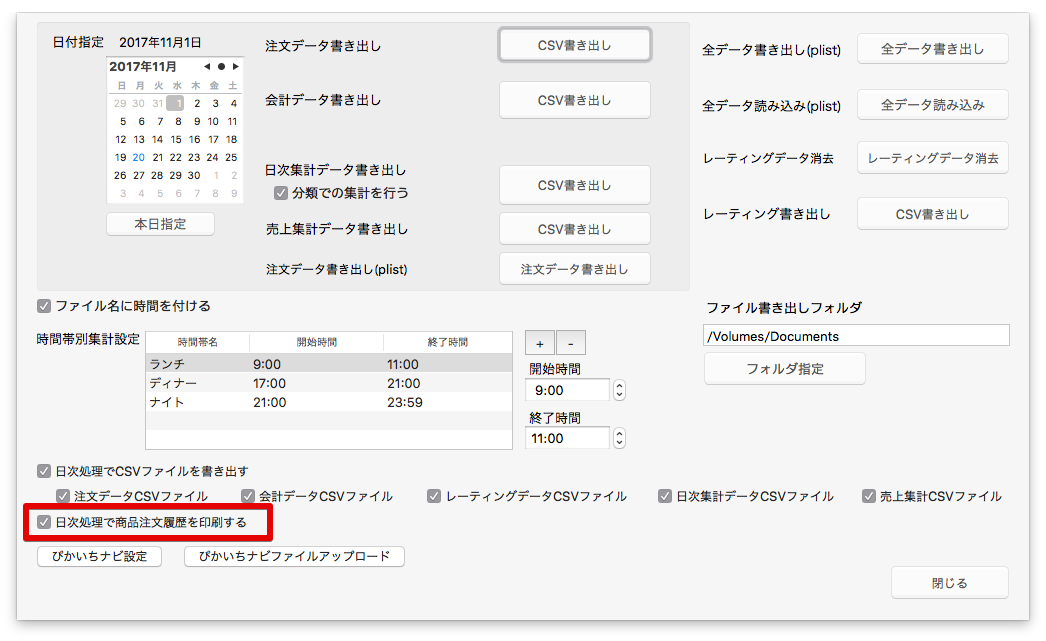 日付指定 2017年11月1日
2017年11月
日 月 火 水 木 金 土
29 30 31 1 2 3 4
5 6 7 8 9 10 11
12 13 14 15 16 17 18
19 20 21 22 23 24 25
26 27 28 29 30 1 2
3 4 5 6 7 8 9
本日指定
注文データ書き出し CSV書き出し
会計データ書き出し CSV書き出し
日次集計データ書き出し CSV書き出し
分類での集計を行う
売上集計データ書き出し CSV書き出し
注文データ書き出し(plist) 注文データ書き出し
全データ書き出し(plist) 全データ書き出し
全データ読み込み(plist) 全データ読み込み
レーティングデータ消去 レーティングデータ消去
レーティング書き出し CSV書き出し
ファイル名に時間を付ける
時間帯別集計設定
時間帯名 開始時間 終了時間
ランチ 9:00 11:00
ディナー 17:00 21:00
ナイト 21:00 23:59
+ -
開始時間
9:00
終了時間
11:00
ファイル書き出しフォルダ
/Volumes/Documents
フォルダ指定
日次処理でCSVファイルを書き出す
注文データCSVファイル 会計データCSVファイル レーティングデータCSVファイル 日次集計データCSVファイル 売上集計CSVファイル
日次処理で商品注文履歴を印刷する
ぴかいちナビ設定 ぴかいちナビファイルアップロード
閉じる